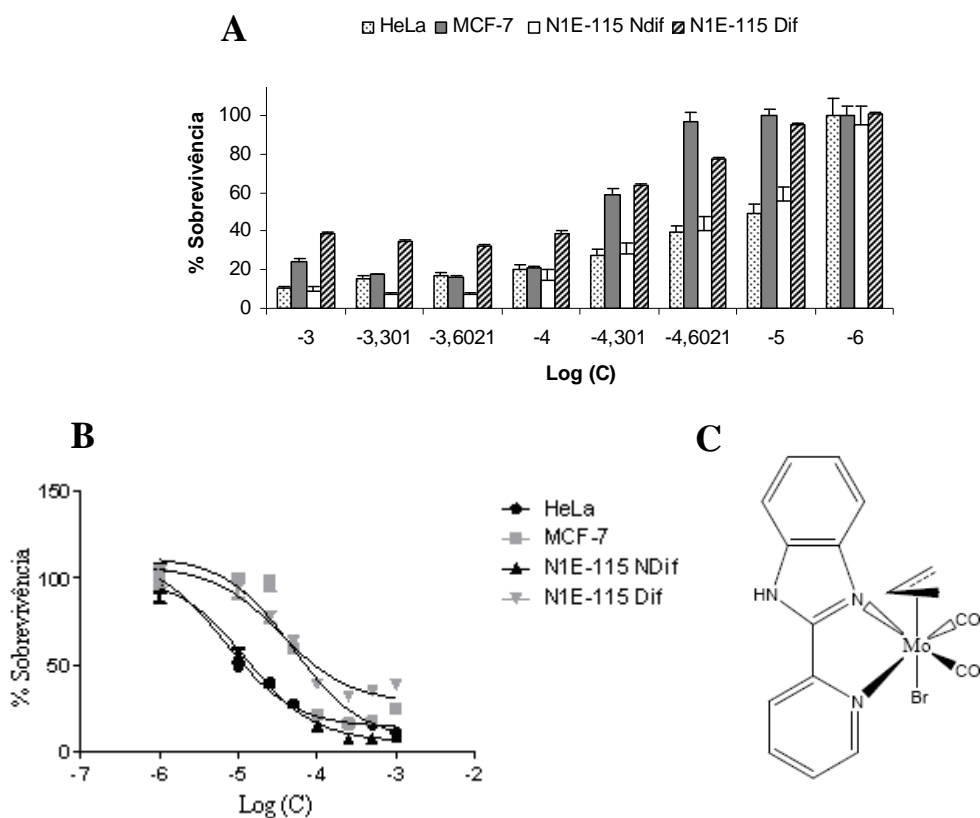 A
HeLa MCF-7 N1E-115 Ndif N1E-115 Dif
% Sobrevivência
100
80
60
40
20
0
-3 -3,301 -3,6021 -4 -4,301 -4,6021 -5 -6
Log (C)
B
% Sobrevivência
150
100
50
0
-7 -6 -5 -4 -3 -2
Log (C)
HeLa
MCF-7
N1E-115 NDif
N1E-115 Dif
C
HN
N
N
Mo
CO
CO
Br